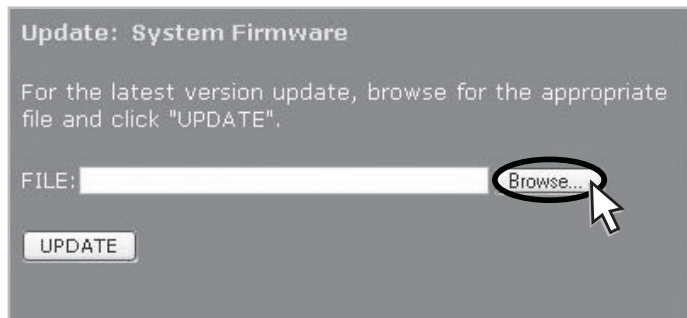 Update: System Firmware
For the latest version update, browse for the appropriate
file and click "UPDATE".
FILE: Browse...
UPDATE